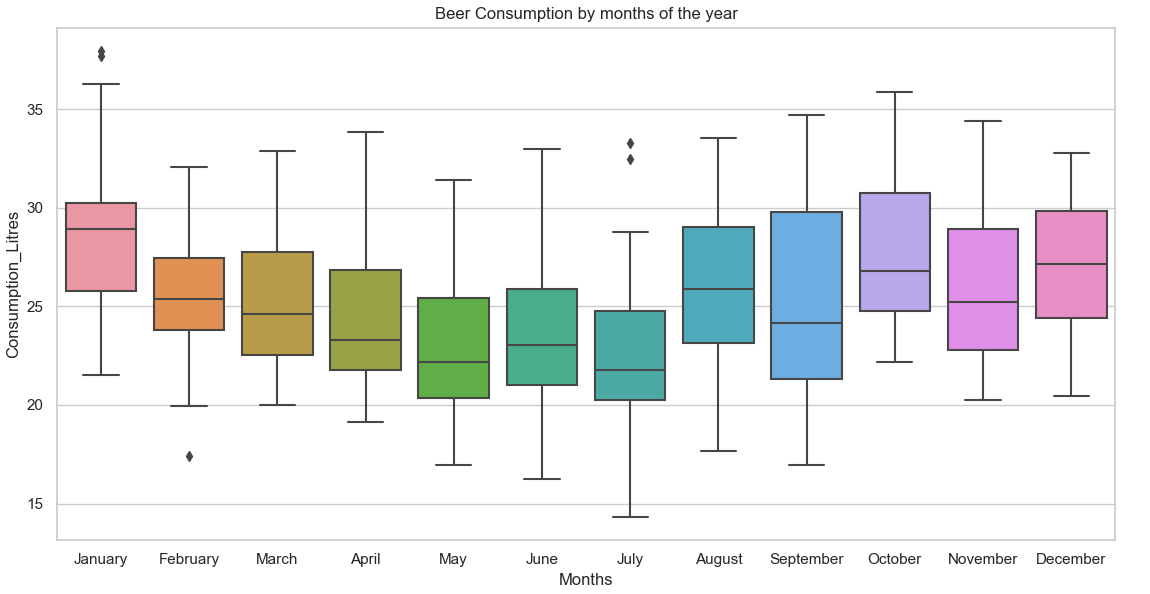 Beer Consumption by months of the year
Consumption_Litres
35
30
25
20
15
January February March April May June July August September October November December
Months